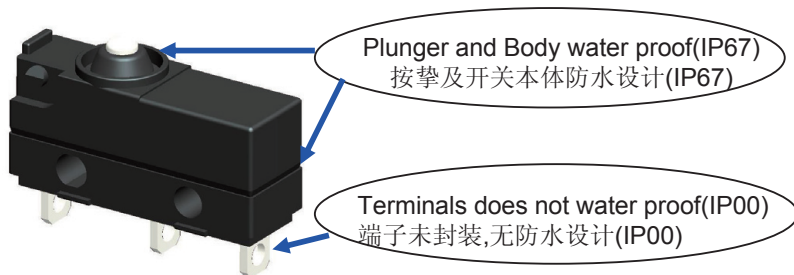 Plunger and Body water proof(IP67)
按挚及开关本体防水设计(IP67)
Terminals does not water proof(IP00)
端子未封装,无防水设计(IP00)